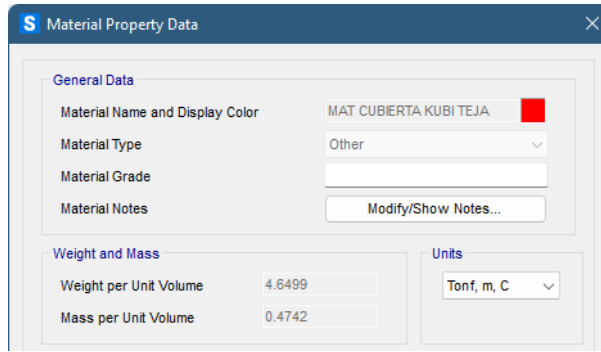 S Material Property Data
General Data
Material Name and Display Color MAT CUBIERTA KUBI TEJA
Material Type Other
Material Grade
Material Notes Modify/Show Notes...
Weight and Mass
Weight per Unit Volume 4.6499
Mass per Unit Volume 0.4742
Units
Tonf, m, C